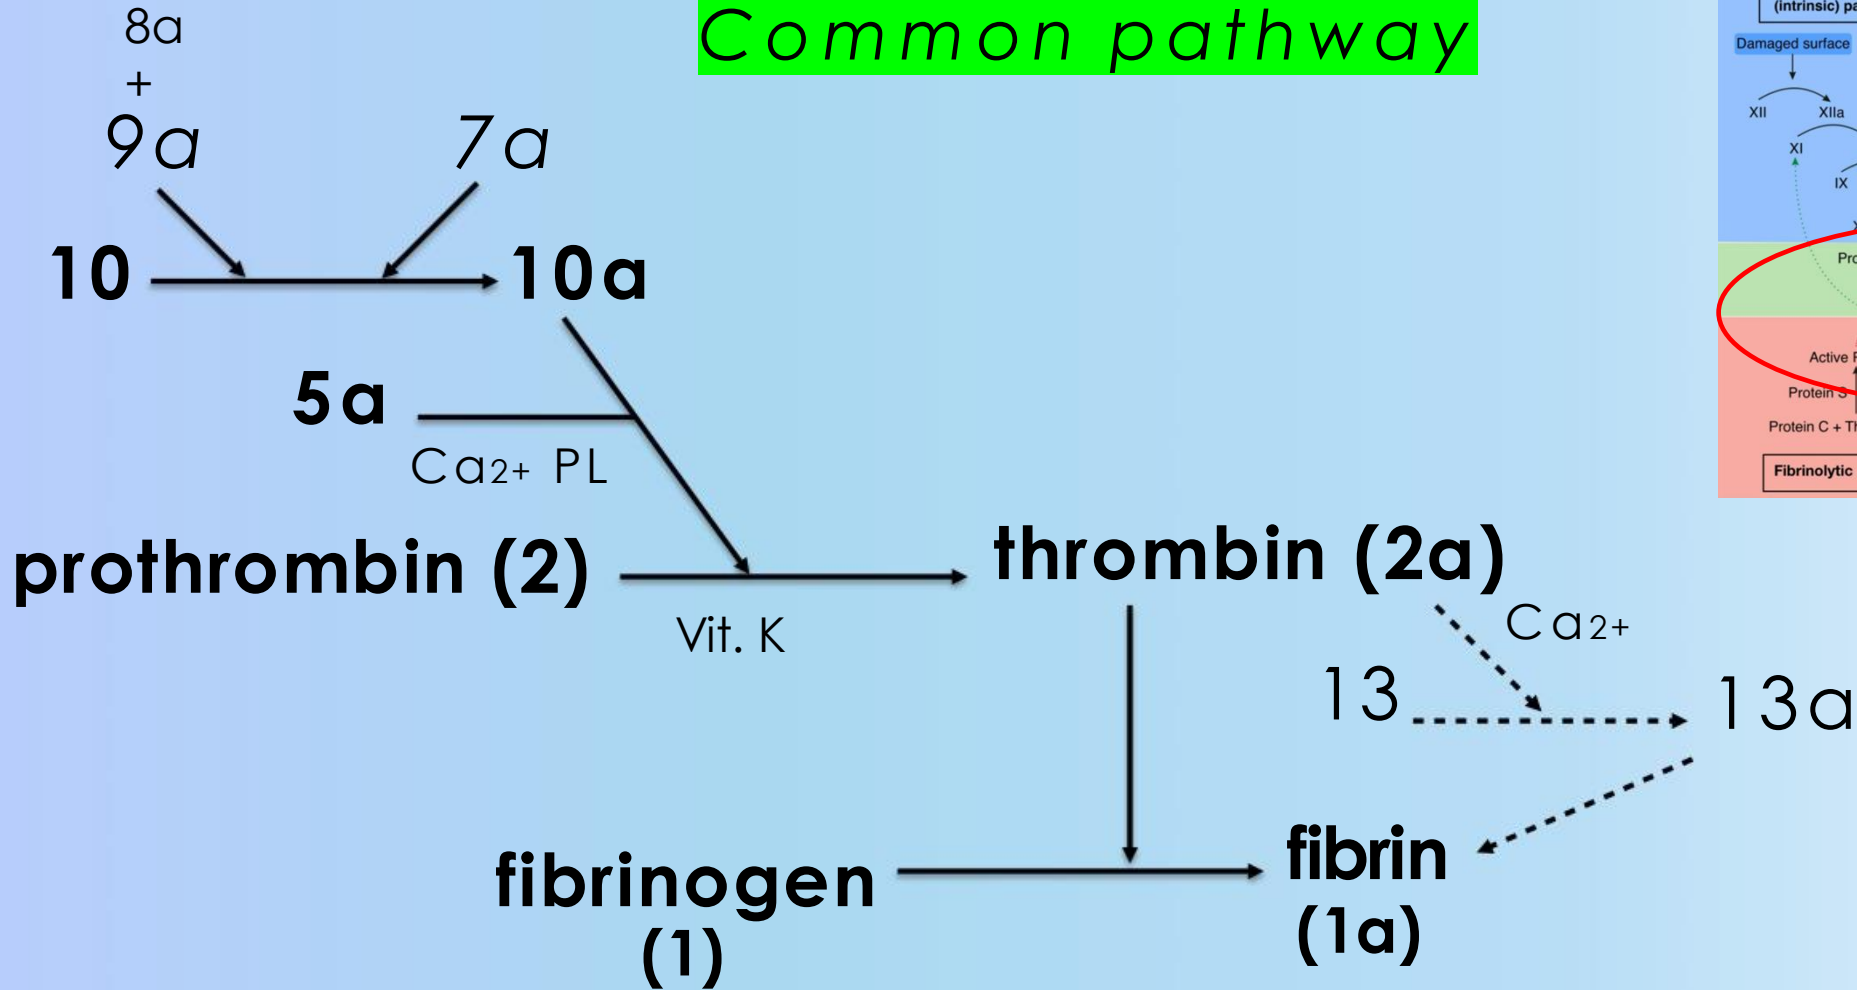 Common pathway
8a
+
9a
7a
10
10a
5a
Ca2+ PL
prothrombin (2)
thrombin (2a)
Vit. K
Ca2+
13
13a
fibrinogen
(1)
fibrin
(1a)
(intrinsic)
Damaged surface
XII
XIIa
XI
IX
Active
Protein S
Protein C +
Fibrinolytic